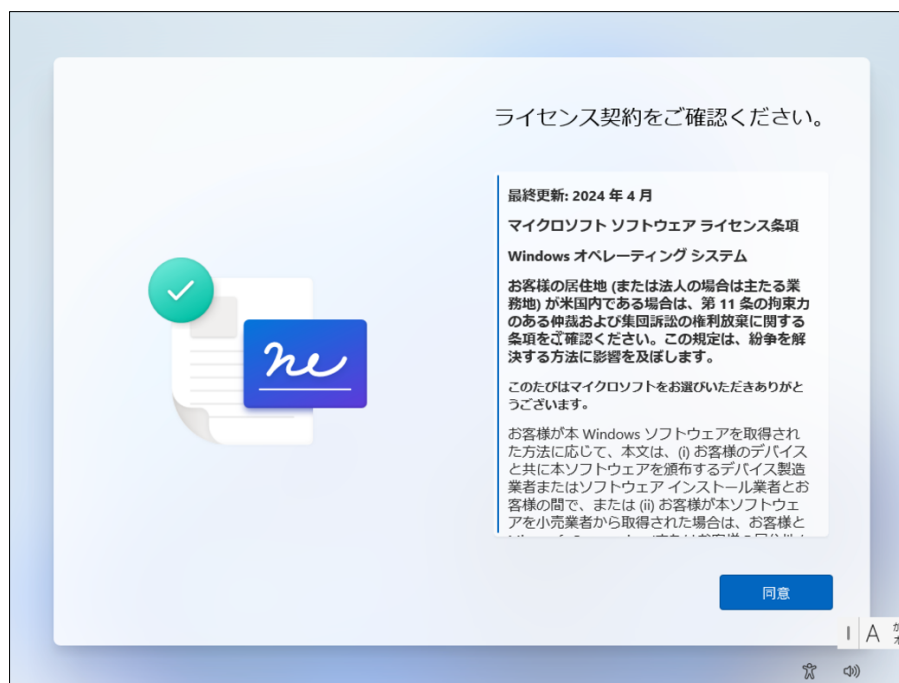 ライセンス契約をご確認ください。
最終更新: 2024 年 4 月
マイクロソフト ソフトウェア ライセンス条項
Windows オペレーティング システム
お客様の居住地 (または法人の場合は主たる業
務地) が米国内である場合は、第 11 条の拘束力
のある仲裁および集団訴訟の権利放棄に関する
条項をご確認ください。この規定は、紛争を解
決する方法に影響を及ぼします。
このたびはマイクロソフトをお選びいただきありがと
うございます。
お客様が本 Windows ソフトウェアを取得され
た方法に応じて、本文は、(i) お客様のデバイス
と共に本ソフトウェアを頒布するデバイス製造
業者またはソフトウェア インストール業者とお
客様の間で、または (ii) お客様が本ソフトウェ
アを小売業者から取得された場合は、お客様と
同意
A